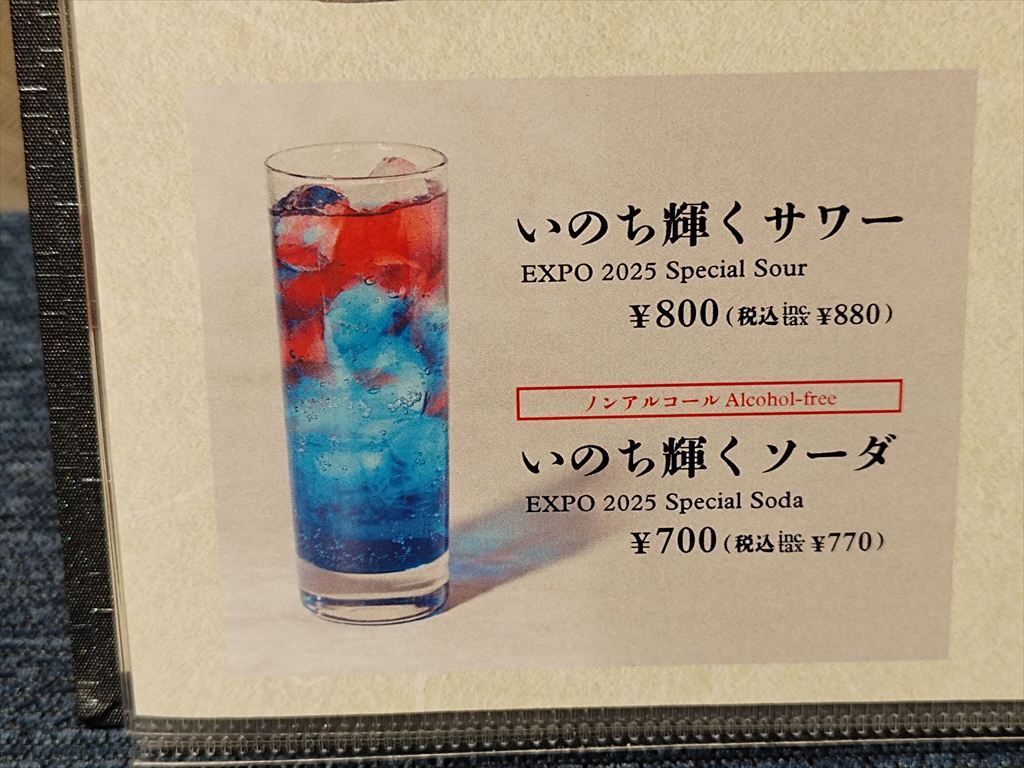 いのち輝くサワー
EXPO 2025 Special Sour
¥800(税込 inc. tax ¥880)
ノンアルコール Alcohol-free
いのち輝くソーダ
EXPO 2025 Special Soda
¥700(税込 inc. tax ¥770)